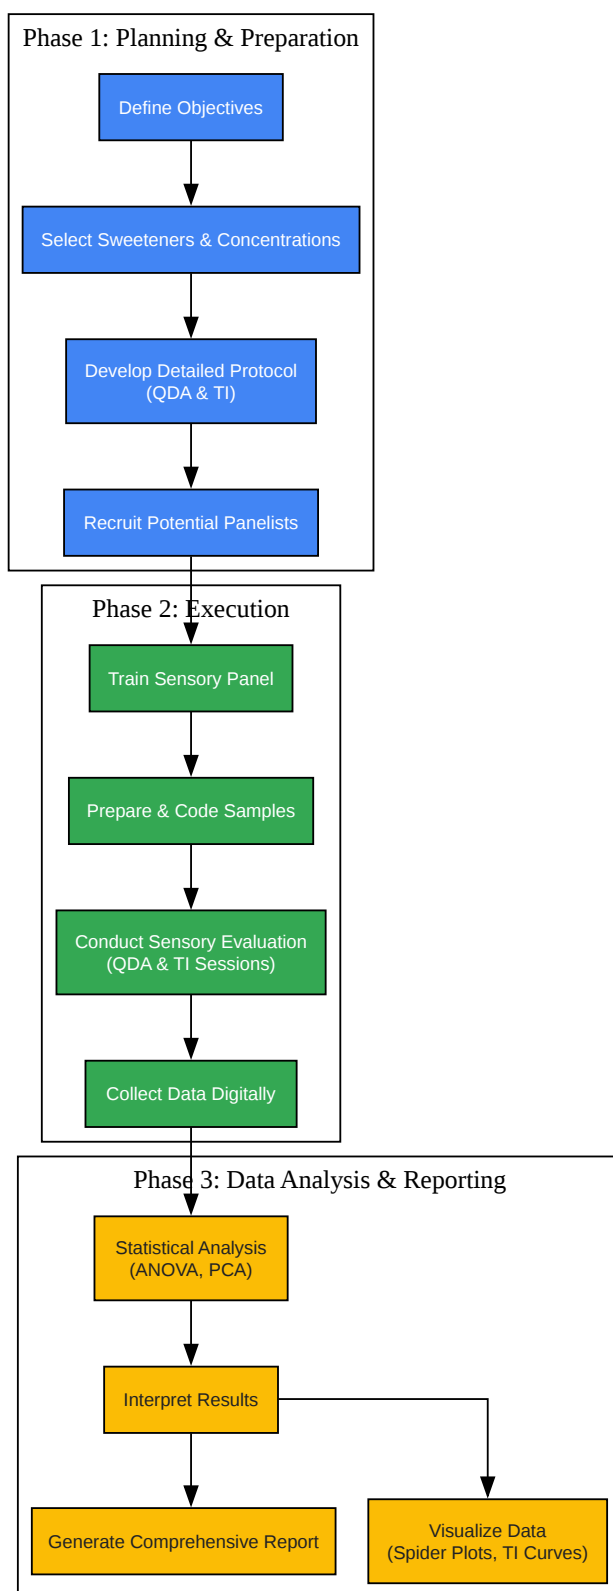 Phase 1: Planning & Preparation
Define Objectives
Select Sweeteners & Concentrations
Develop Detailed Protocol
(QDA & TI)
Recruit Potential Panelists
Phase 2: Execution
Train Sensory Panel
Prepare & Code Samples
Conduct Sensory Evaluation
(QDA & TI Sessions)
Collect Data Digitally
Phase 3: Data Analysis & Reporting
Statistical Analysis
(ANOVA, PCA)
Interpret Results
Generate Comprehensive Report
Visualize Data
(Spider Plots, TI Curves)